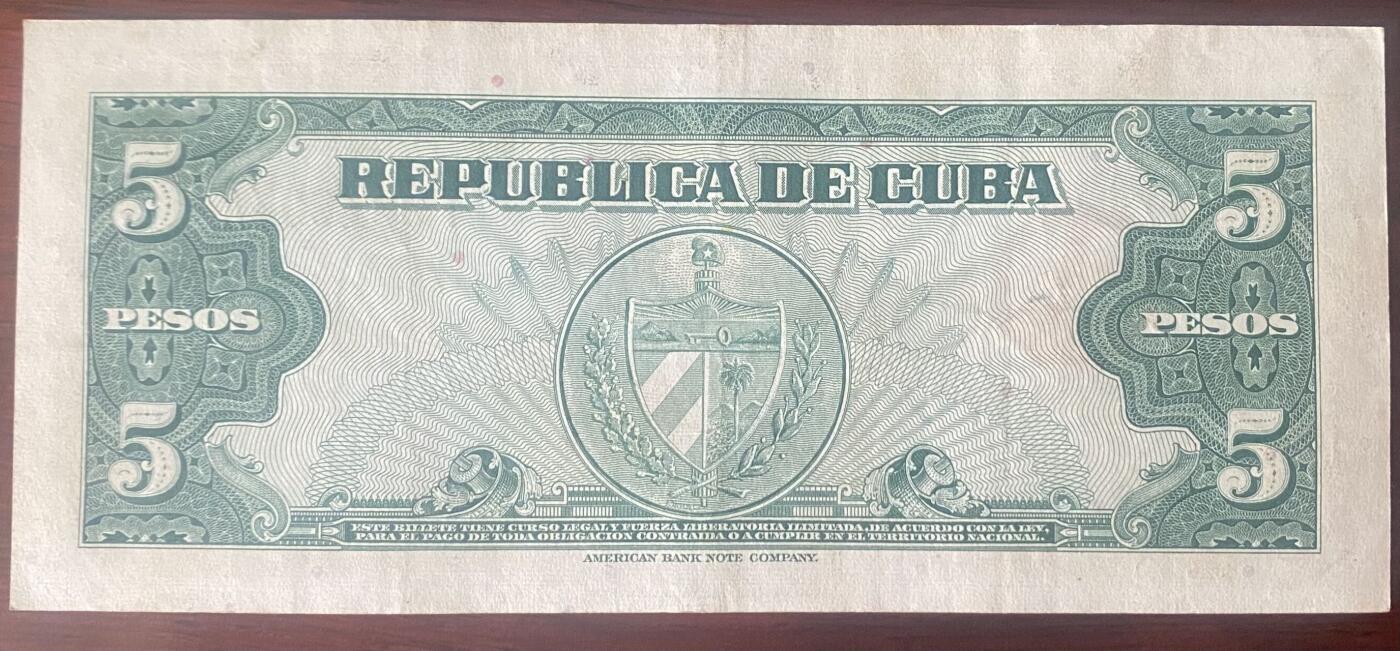 REPUBLICA DE CUBA
5 5
PESOS PESOS
5 5
ESTE BILLETE TIENE CURSO LEGAL Y FUERZA LIBERATORIA ILIMITADA, DE ACUERDO CON LA LEY,
PARA EL PAGO DE TODA OBLIGACION CONTRAIDA O A CUMPLIR EN EL TERRITORIO NACIONAL.
AMERICAN BANK NOTE COMPANY.